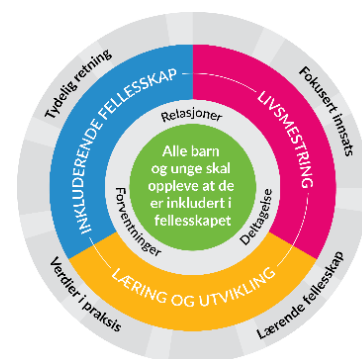 Tydelig retning
Fokusert innsats
INKLUDERENDE FELLESSKAP
LIVSMESTRING
Relasjoner
Alle barn
og unge skal
oppleve at de
er inkludert i
fellesskapet
Forventninger
Deltagelse
LÆRING OG UTVIKLING
Verdier i praksis
Lærende fellesskap